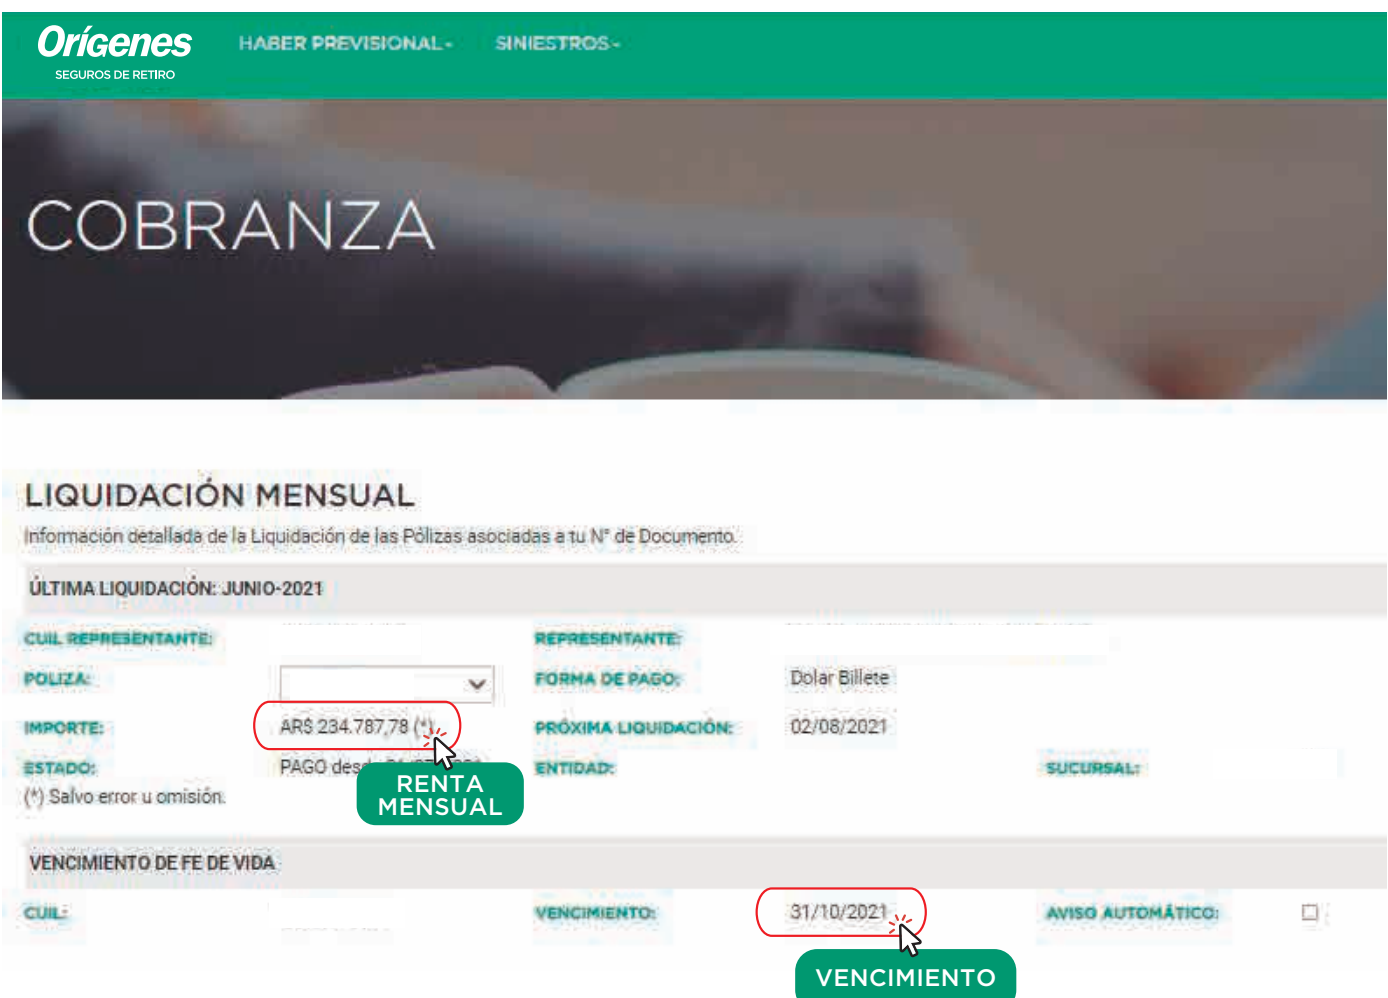 Orígenes
SEGUROS DE RETIRO
HABER PREVISIONAL
SINIESTROS
COBRANZA
LIQUIDACIÓN MENSUAL
Información detallada de la Liquidación de las Pólizas asociadas a tu N° de Documento.
ÚLTIMA LIQUIDACIÓN: JUNIO-2021
CUIL REPRESENTANTE:
REPRESENTANTE:
POLIZA:
FORMA DE PAGO: Dolar Billete
IMPORTE: AR$ 234.787,78 (*)
PRÓXIMA LIQUIDACIÓN: 02/08/2021
ESTADO: PAGO desde
ENTIDAD:
SUCURSAL:
RENTA
MENSUAL
(*) Salvo error u omisión.
VENCIMIENTO DE FE DE VIDA
CUIL:
VENCIMIENTO: 31/10/2021
AVISO AUTOMÁTICO:
VENCIMIENTO